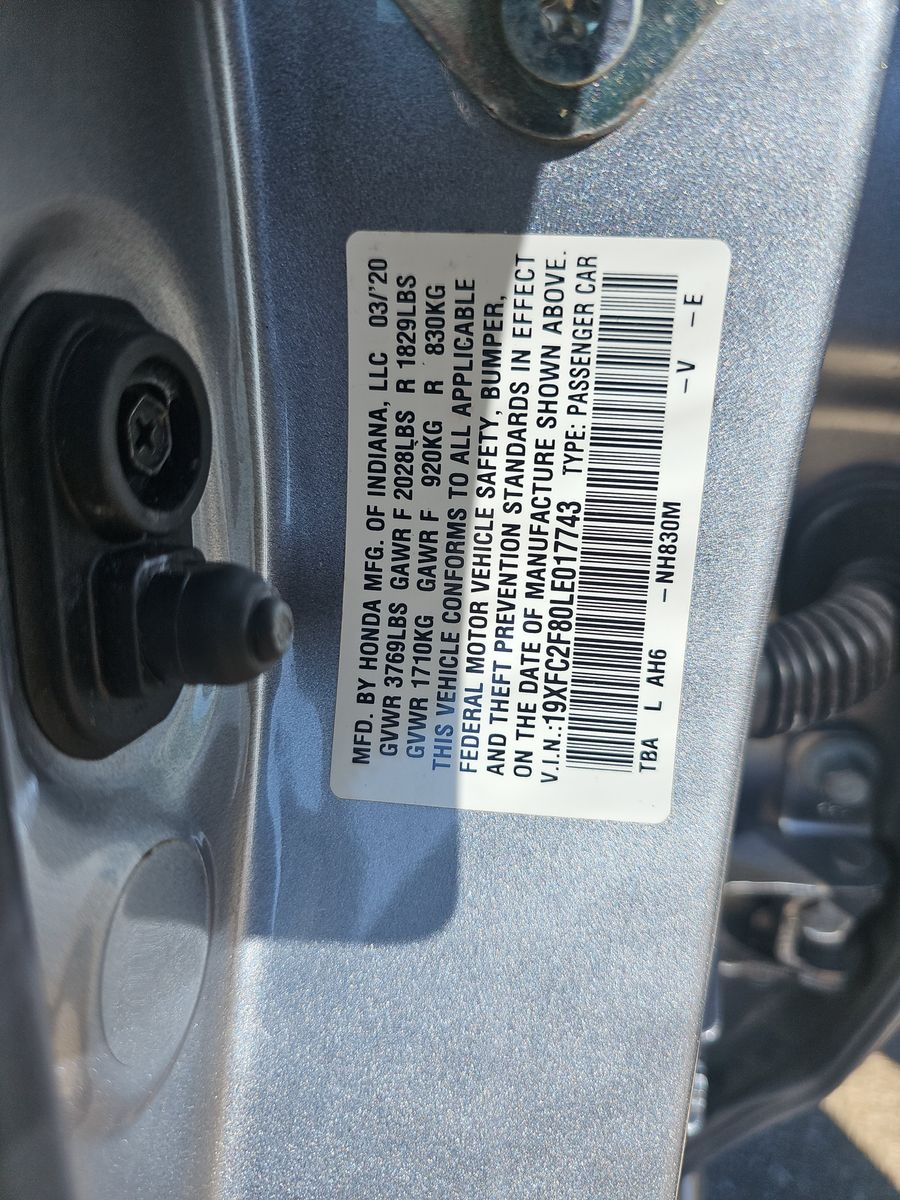 MFD. BY HONDA MFG. OF INDIANA, LLC 03/'20
GVWR 3769LBS GAWR F 2028LBS R 1829LBS
GVWR 1710KG GAWR F 920KG R 830KG
THIS VEHICLE CONFORMS TO ALL APPLICABLE
FEDERAL MOTOR VEHICLE SAFETY, BUMPER,
AND THEFT PREVENTION STANDARDS IN EFFECT
ON THE DATE OF MANUFACTURE SHOWN ABOVE.
V.I.N.:19XFC2F80LE017743 TYPE: PASSENGER CAR
TBA L AH6 -NH830M -V -E